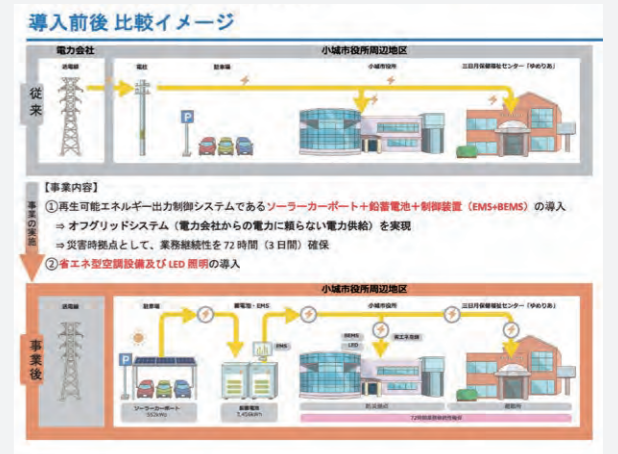 導入前後 比較イメージ
電力会社
小城市役所周辺地区
従来
送電線
電柱
駐車場
小城市役所
三日月保健福祉センター「ゆめりあ」
P
事業の実施
【事業内容】
①再生可能エネルギー出力制御システムであるソーラーカーポート+鉛蓄電池+制御装置（EMS+BEMS）の導入
⇒ オフグリッドシステム（電力会社からの電力に頼らない電力供給）を実現
⇒災害時拠点として、業務継続性を 72 時間（3 日間）確保
②省エネ型空調設備及び LED 照明の導入
小城市役所周辺地区
事業後
送電線
駐車場
蓄電池・EMS
小城市役所
三日月保健福祉センター「ゆめりあ」
P
EMS
BEMS
LED
省エネ空調
ソーラーカーポート
鉛蓄電池
防災拠点
避難所